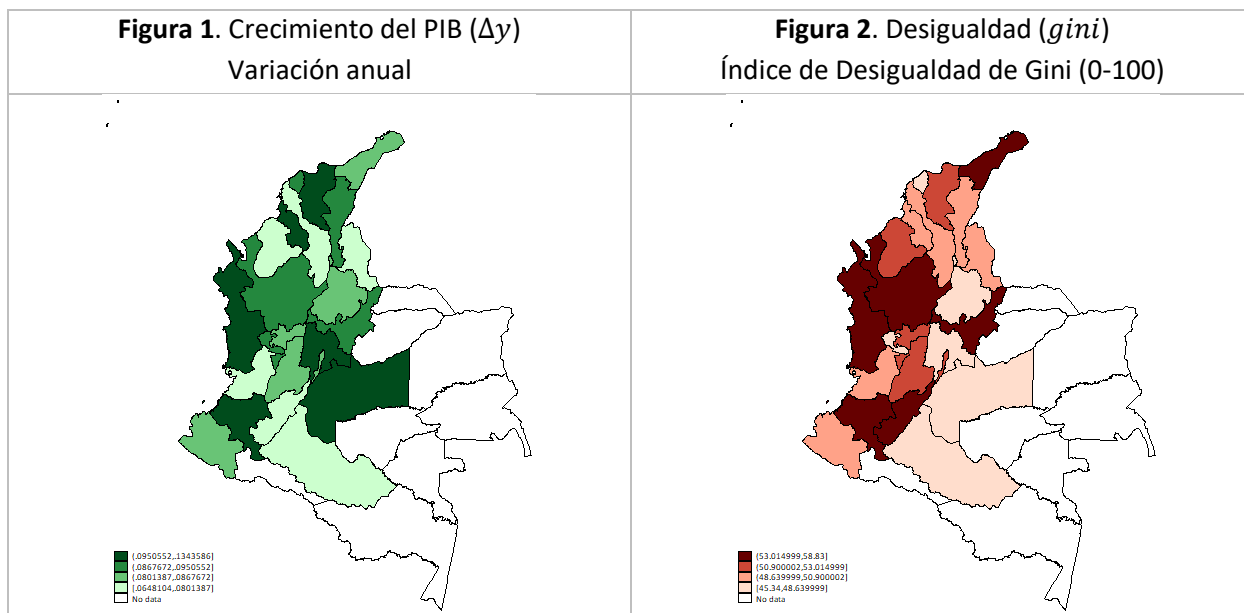 Figura 1. Crecimiento del PIB (Δy)
Variación anual
Figura 2. Desigualdad (gini)
Índice de Desigualdad de Gini (0-100)
(.0950552,.1343586]
(.0867672,.0950552]
(.0801387,.0867672]
[.0648104,.0801387]
No data
(53.014999,58.83]
(50.900002,53.014999]
(48.639999,50.900002]
[45.34,48.639999]
No data